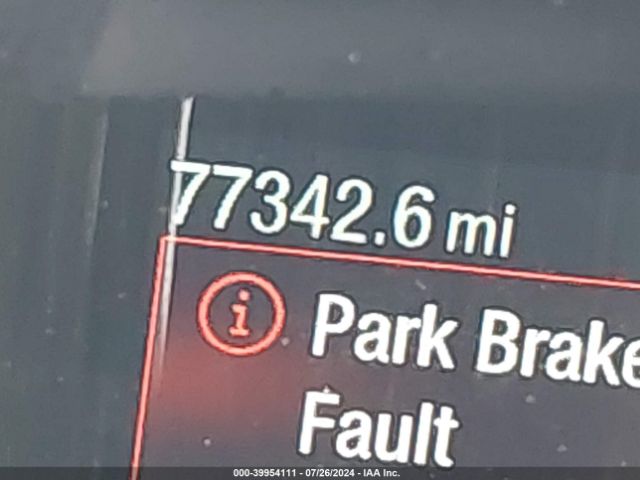 77342.6 mi
Park Brake
Fault
000-39954111 - 07/26/2024 - IAA Inc.